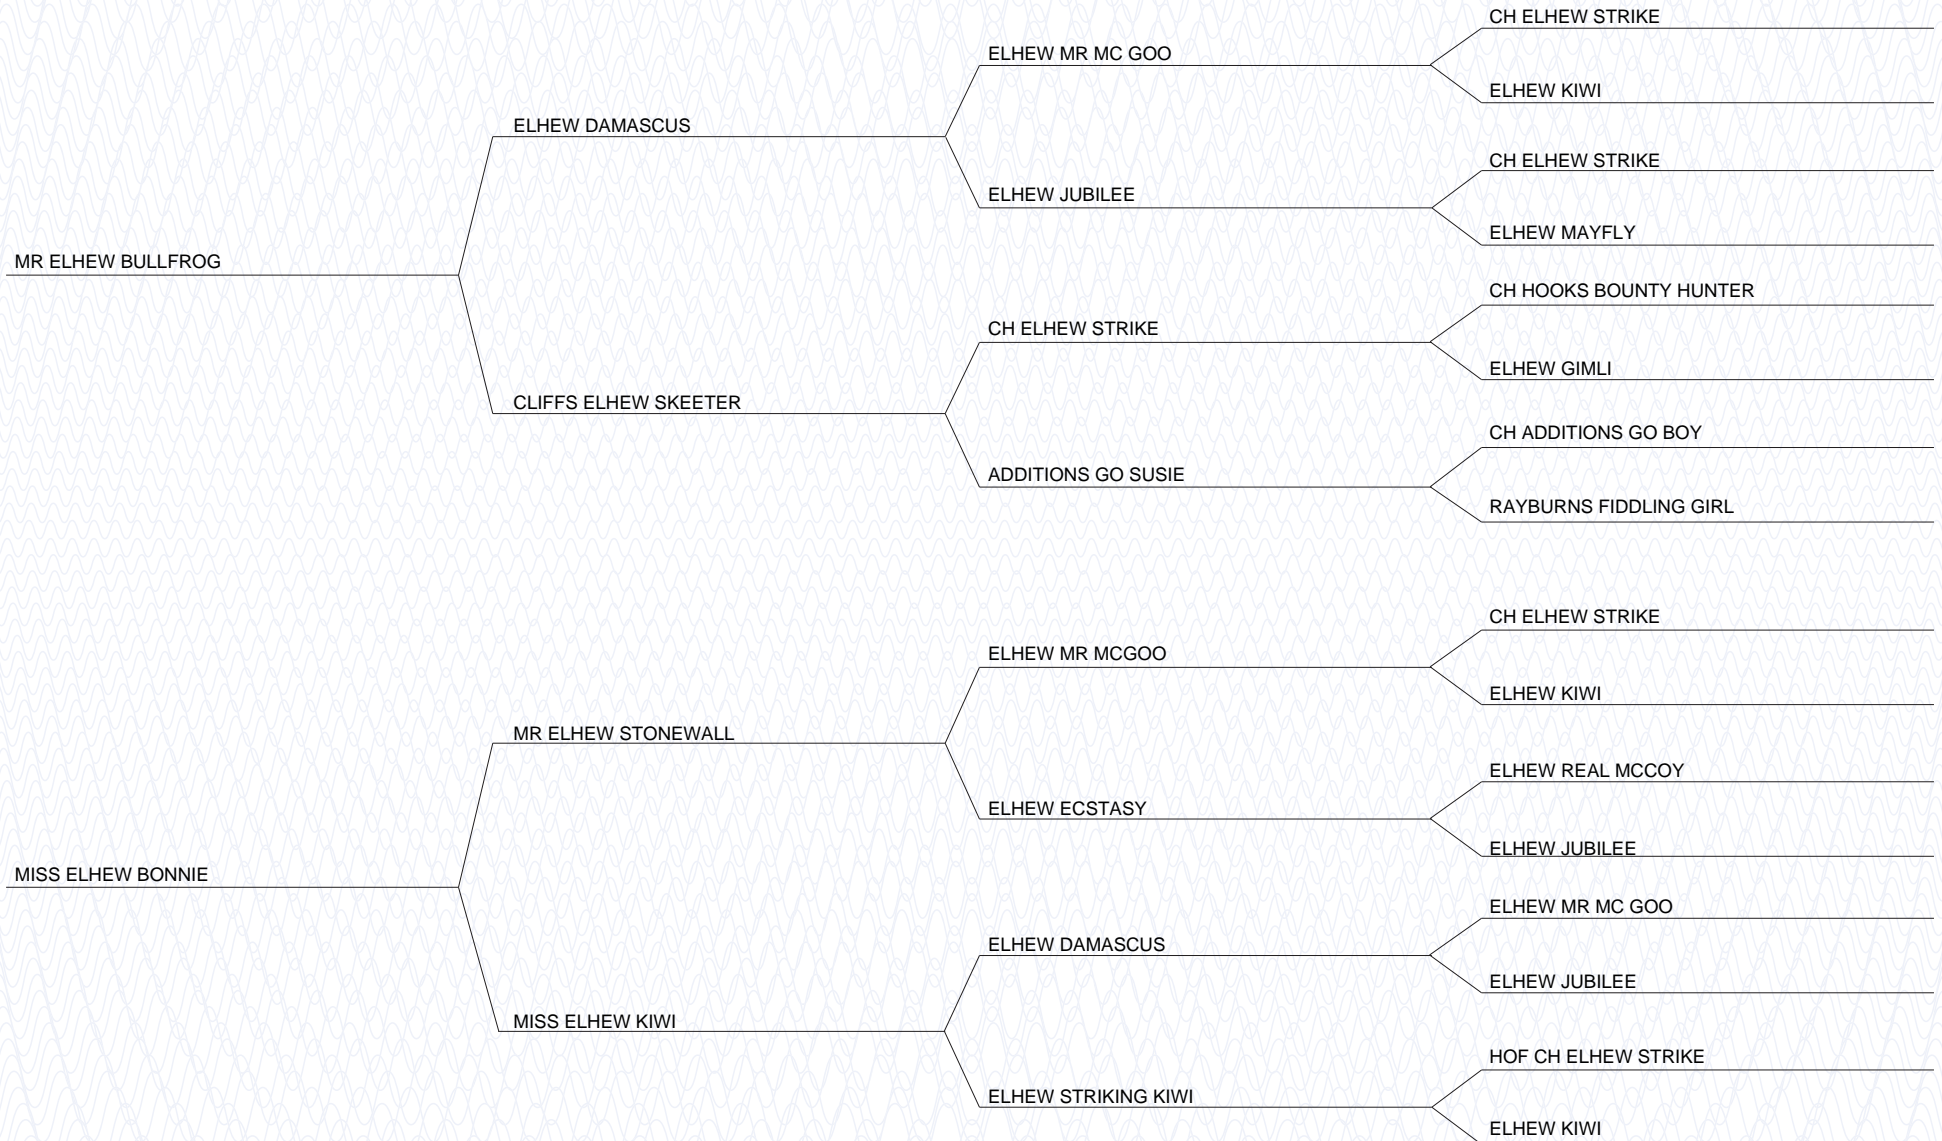 CH ELHEW STRIKE
ELHEW MR MC GOO
ELHEW KIWI
ELHEW DAMASCUS
CH ELHEW STRIKE
ELHEW JUBILEE
ELHEW MAYFLY
MR ELHEW BULLFROG
CH HOOKS BOUNTY HUNTER
CH ELHEW STRIKE
ELHEW GIMLI
CLIFFS ELHEW SKEETER
CH ADDITIONS GO BOY
ADDITIONS GO SUSIE
RAYBURNS FIDDLING GIRL
CH ELHEW STRIKE
ELHEW MR MCGOO
ELHEW KIWI
MR ELHEW STONEWALL
ELHEW REAL MCCOY
ELHEW ECSTASY
ELHEW JUBILEE
MISS ELHEW BONNIE
ELHEW MR MC GOO
ELHEW DAMASCUS
ELHEW JUBILEE
MISS ELHEW KIWI
HOF CH ELHEW STRIKE
ELHEW STRIKING KIWI
ELHEW KIWI